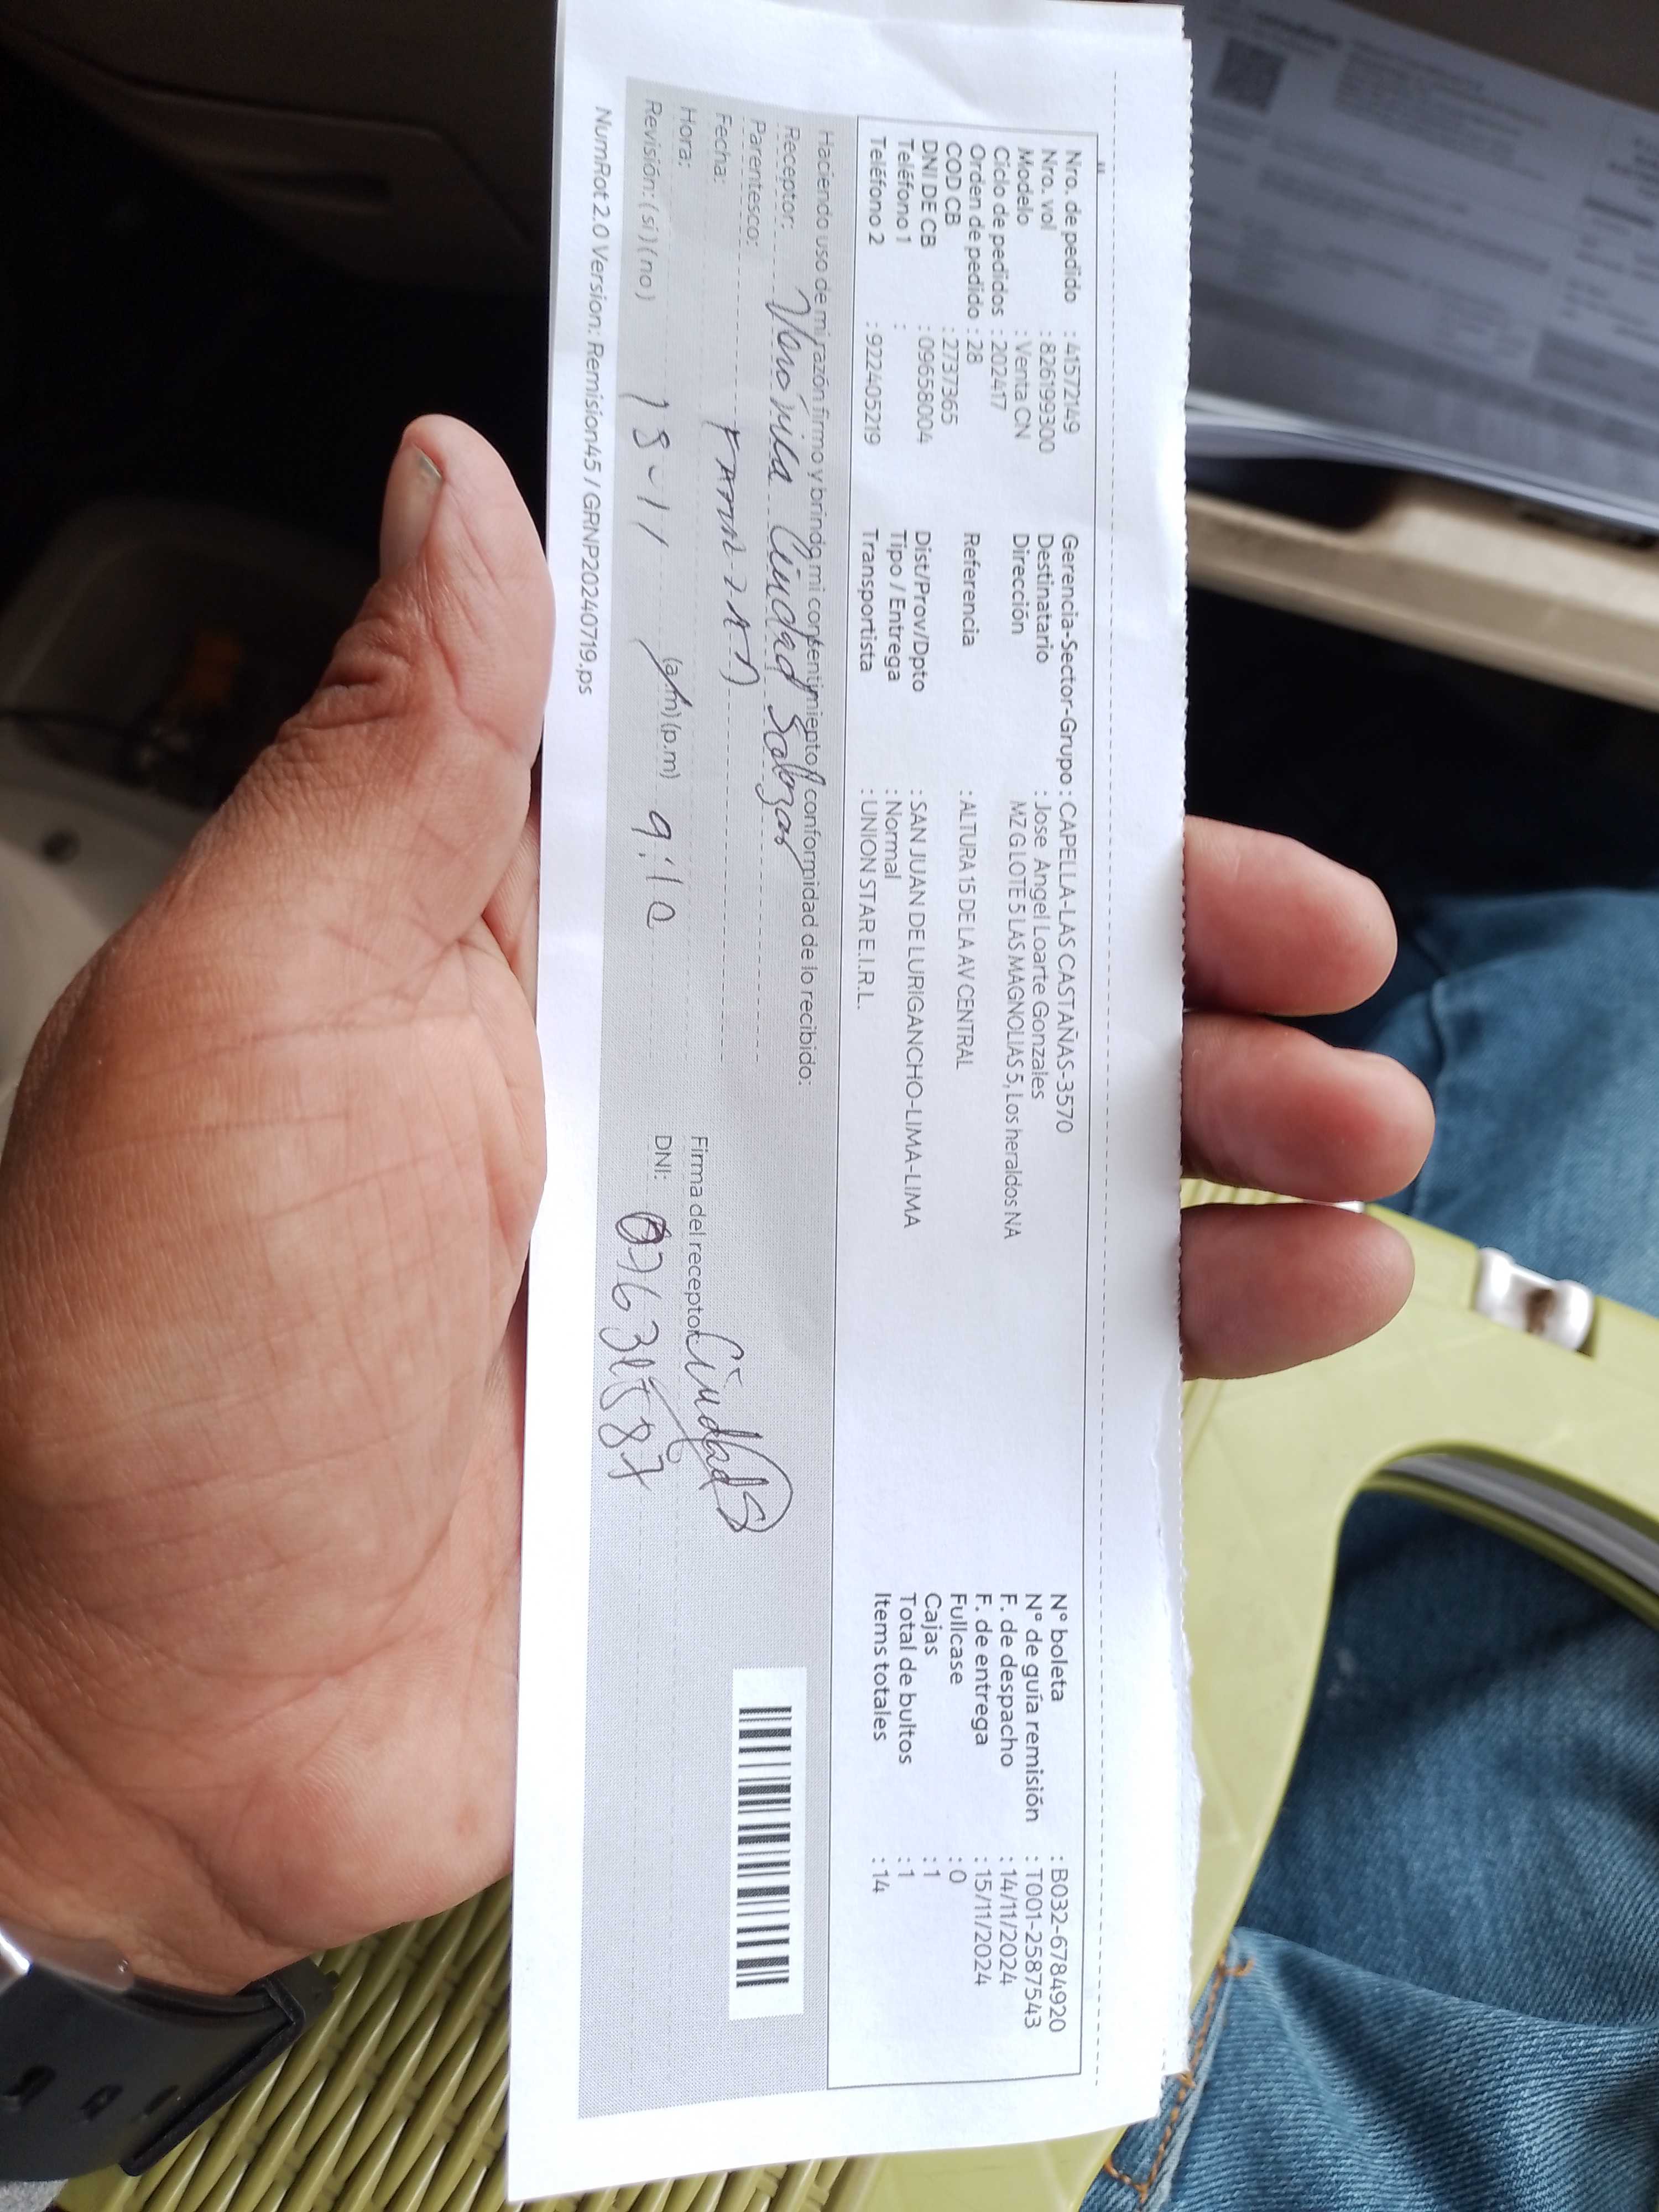 Nro. de pedido : 41572149
Nro. vol : 826199300
Modelo : Venta CN
Ciclo de pedidos : 202417
Orden de pedido : 28
COD CB : 2737365
DNI DE CB : 09658004
Teléfono 1 :
Teléfono 2 : 922405219
Gerencia-Sector-Grupo : CAPELLA-LAS CASTAÑAS-3570
Destinatario : Jose Angel Loarte Gonzales
Dirección MZ G LOTE 5 LAS MAGNOLIAS 5, Los heraldos NA
Referencia : ALTURA 15 DE LA AV CENTRAL
Dist/Prov/Dpto : SAN JUAN DE LURIGANCHO-LIMA-LIMA
Tipo / Entrega : Normal
Transportista : UNION STAR E.I.R.L.
N° boleta : B032-6784920
N° de guía remisión : T001-2587543
F. de despacho : 14/11/2024
F. de entrega : 15/11/2024
Fullcase : 0
Cajas : 1
Total de bultos : 1
Items totales : 14
Haciendo uso de mi razón firmo y brindo mi consentimiento y conformidad de lo recibido:
Receptor: Verónica Ciudad Salazar
Parentesco:
Fecha:
Hora: (a.m) (p.m) 9:10
Revisión: ( si ) ( no )
Firma del receptor: Ciudad S
DNI:
NumRot 2.0 Version: Remision45 / GRNP20240719.ps